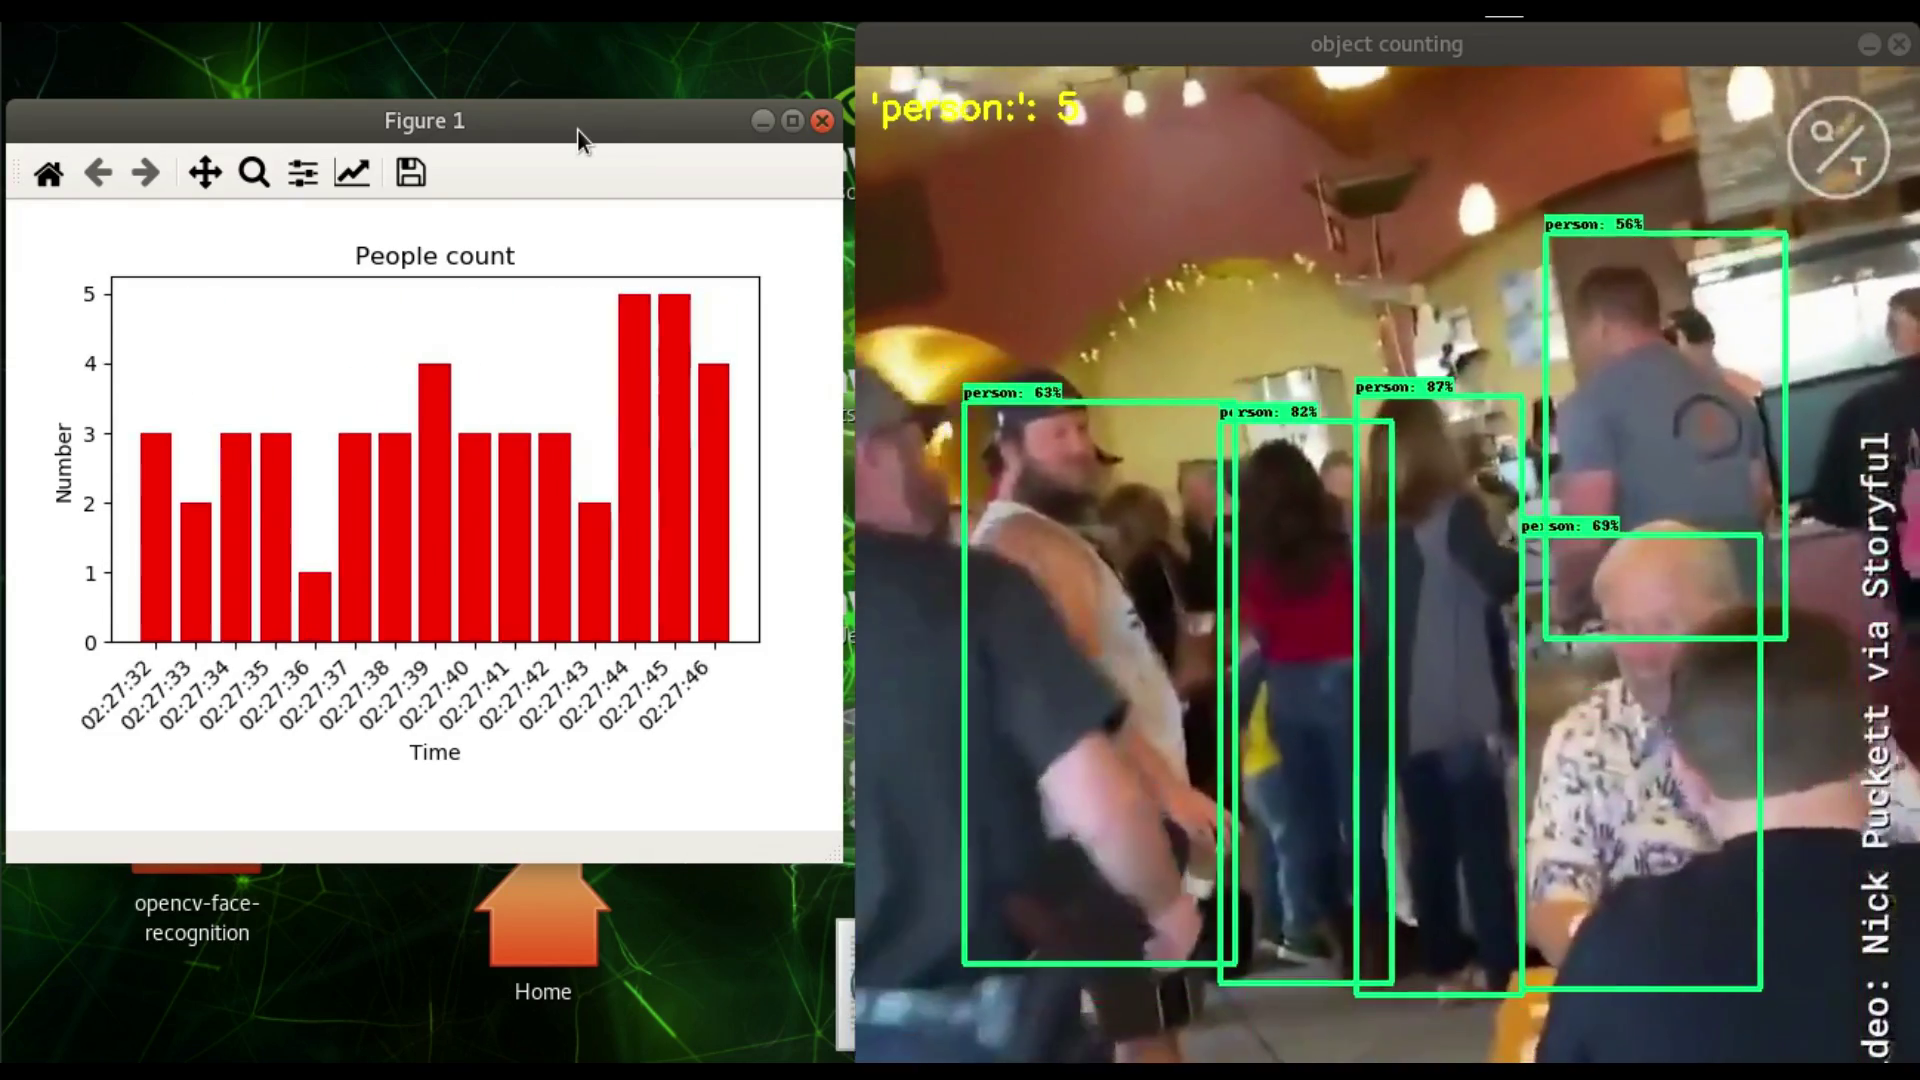 object counting
'person:': 5
Figure 1
People count
5
4
3
2
1
0
Number
02:27:32
02:27:33
02:27:34
02:27:35
02:27:36
02:27:37
02:27:38
02:27:39
02:27:40
02:27:41
02:27:42
02:27:43
02:27:44
02:27:45
02:27:46
Time
opencv-face-
recognition
Home
Q
T
person: 56%
person: 63%
person: 87%
person: 82%
person: 69%
deo: Nick Puckett via Storyful